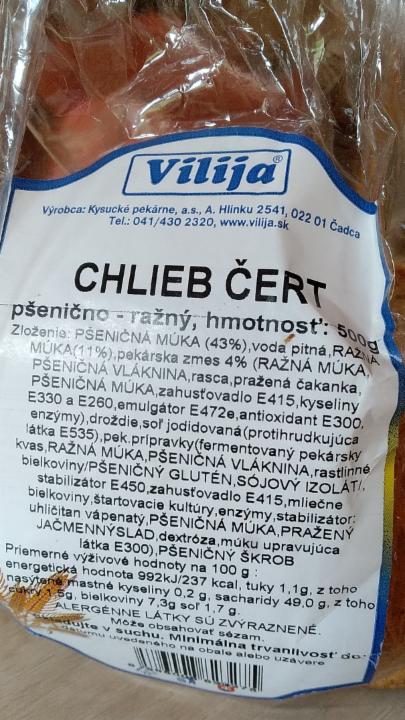 Vilija®
Výrobca: Kysucké pekárne, a.s., A. Hlinku 2541, 022 01 Čadca
Tel.: 041/430 2320, www.vilija.sk
CHLIEB ČERT
pšenično - ražný, hmotnosť: 500g
Zloženie: PŠENIČNÁ MÚKA (43%),voda pitná, RAŽNÁ
MÚKA(11%),pekárska zmes 4% (RAŽNÁ MÚKA,
PŠENIČNÁ VLÁKNINA,rasca,pražená čakanka,
PŠENIČNÁ MÚKA,zahusťovadlo E415,kyseliny
E330 a E260,emulgátor E472e,antioxidant E300,
enzýmy),droždie,soľ jodidovaná(protihrudkujúca
látka E535),pek.prípravky(fermentovaný pekársky
kvas,RAŽNÁ MÚKA,PŠENIČNÁ VLÁKNINA,rastlinné
bielkoviny/PŠENIČNÝ GLUTÉN,SÓJOVÝ IZOLÁT/,
stabilizátor E450,zahusťovadlo E415,mliečne
bielkoviny,štartovacie kultúry,enzýmy,stabilizátor:
uhličitan vápenatý,PŠENIČNÁ MÚKA,PRAŽENÝ
JAČMENNÝSLAD,dextróza,múku upravujúca
látka E300),PŠENIČNÝ ŠKROB
Priemerné výživové hodnoty na 100 g :
energetická hodnota 992kJ/237 kcal, tuky 1,1g, z toho
nasýtené mastné kyseliny 0,2 g, sacharidy 49,0 g, z toho
cukry 1,5g, bielkoviny 7,3g soľ 1,7 g.
ALERGÉNNE LÁTKY SÚ ZVÝRAZNENÉ.
Môže obsahovať sézam.
v suchu. Minimálna trvanlivosť do:
uvedeného na obale alebo uzávere